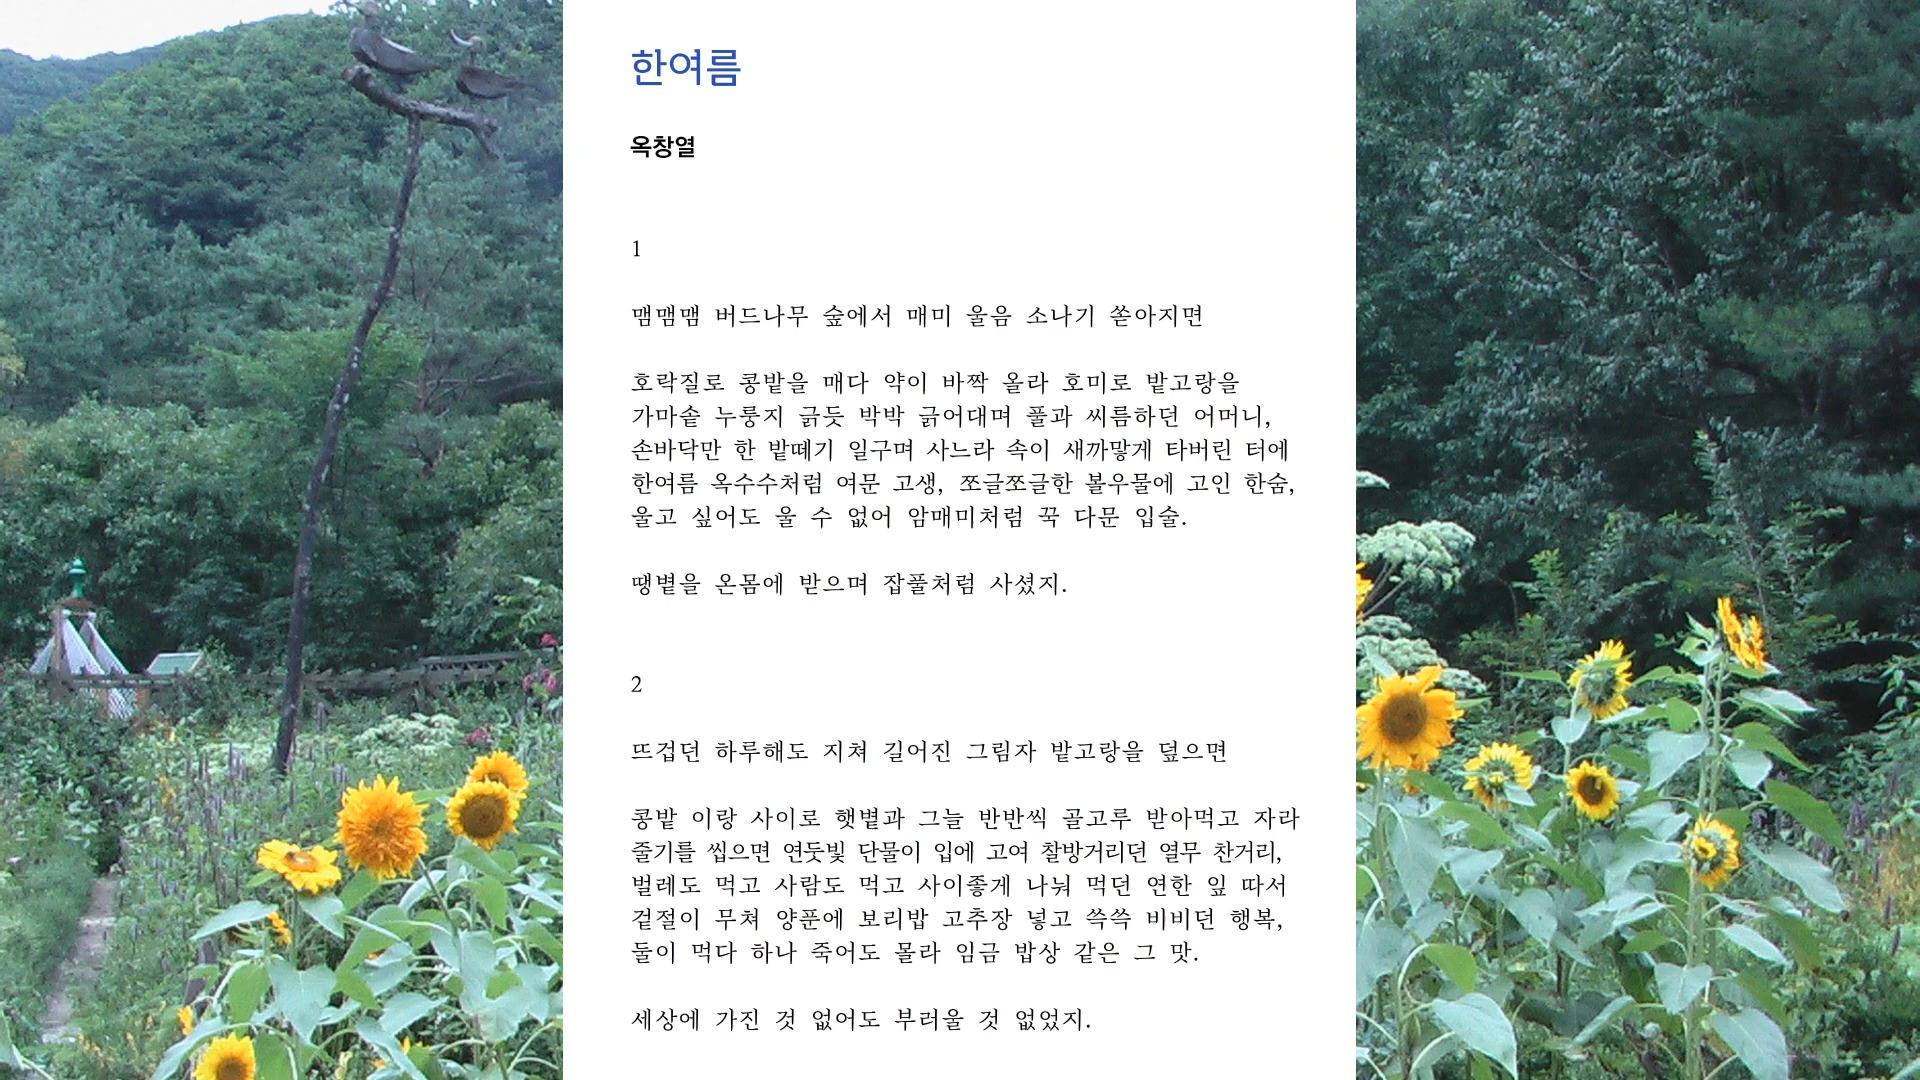 한여름
옥창열
1
맴맴맴 버드나무 숲에서 매미 울음 소나기 쏟아지면
호락질로 콩밭을 매다 약이 바짝 올라 호미로 밭고랑을
가마솥 누룽지 긁듯 박박 긁어대며 풀과 씨름하던 어머니,
손바닥만 한 밭뙈기 일구며 사느라 속이 새까맣게 타버린 터에
한여름 옥수수처럼 여문 고생, 쪼글쪼글한 볼우물에 고인 한숨,
울고 싶어도 울 수 없어 암매미처럼 꾹 다문 입술.
땡볕을 온몸에 받으며 잡풀처럼 사셨지.
2
뜨겁던 하루해도 지쳐 길어진 그림자 밭고랑을 덮으면
콩밭 이랑 사이로 햇볕과 그늘 반반씩 골고루 받아먹고 자라
줄기를 씹으면 연둣빛 단물이 입에 고여 찰방거리던 열무 찬거리,
벌레도 먹고 사람도 먹고 사이좋게 나눠 먹던 연한 잎 따서
겉절이 무쳐 양푼에 보리밥 고추장 넣고 쓱쓱 비비던 행복,
둘이 먹다 하나 죽어도 몰라 임금 밥상 같은 그 맛.
세상에 가진 것 없어도 부러울 것 없었지.